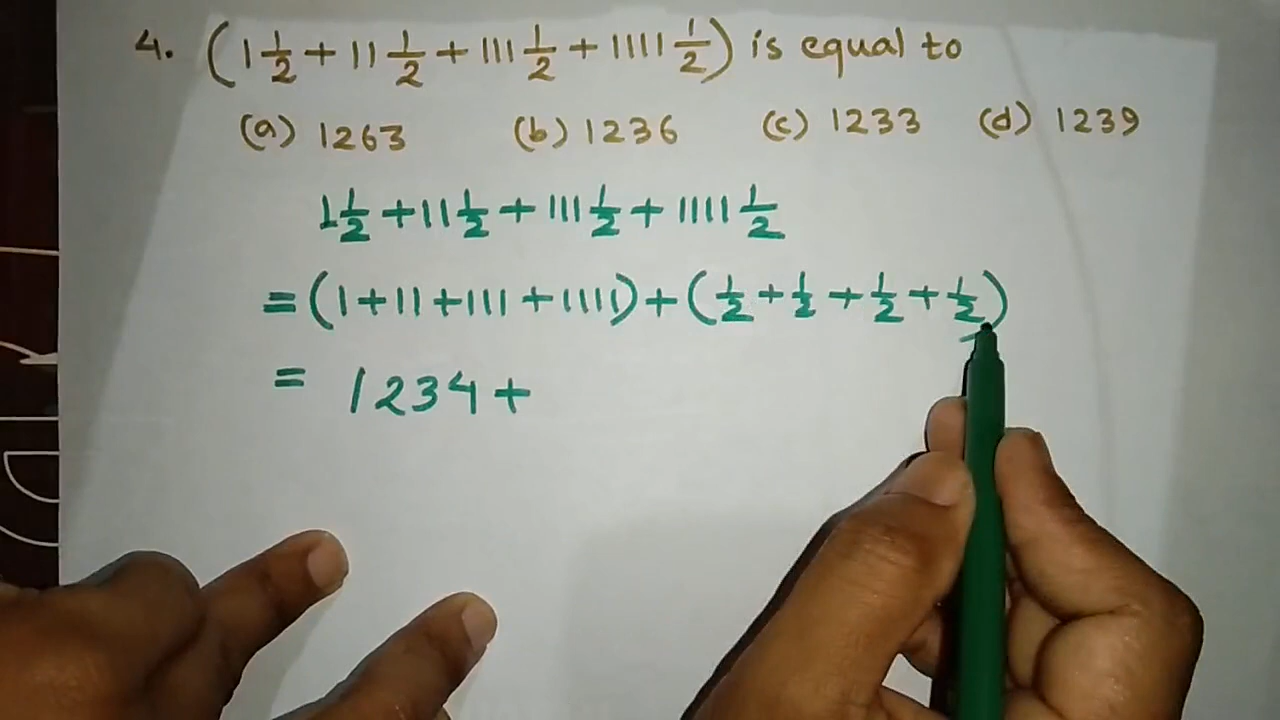 4. (1 1/2 + 11 1/2 + 111 1/2 + 1111 1/2) is equal to
(a) 1263 (b) 1236 (c) 1233 (d) 1239
1 1/2 + 11 1/2 + 111 1/2 + 1111 1/2
= (1 + 11 + 111 + 1111) + (1/2 + 1/2 + 1/2 + 1/2)
= 1234 +